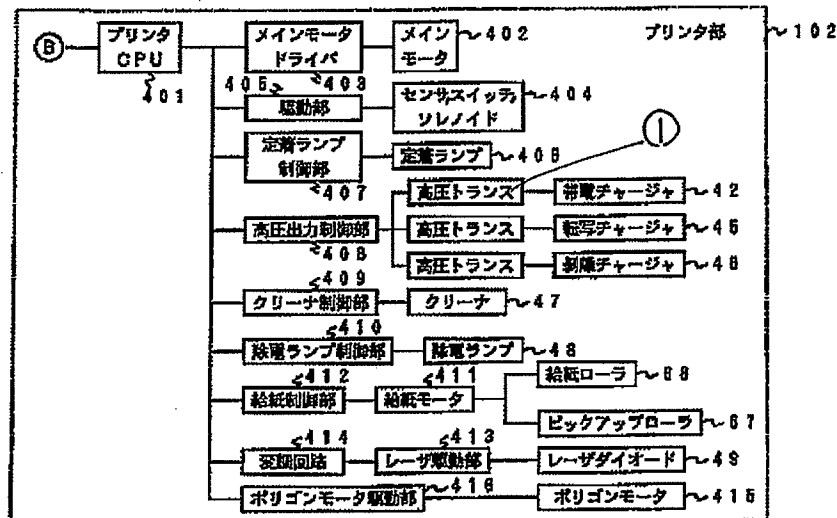 B
プリンタ
CPU
401
メインモータ
ドライバ
403
メイン
モータ
402
プリンタ部
102
405
駆動部
センサ,スイッチ,
ソレノイド
404
定着ランプ
制御部
407
定着ランプ
1
高圧トランス
帯電チャージャ
42
高圧出力制御部
408
高圧トランス
転写チャージャ
45
高圧トランス
剥離チャージャ
46
409
クリーナ制御部
クリーナ
47
410
除電ランプ制御部
除電ランプ
48
412
給紙制御部
411
給紙モータ
給紙ローラ
68
ピックアップローラ
67
414
変調回路
413
レーザ駆動部
レーザダイオード
49
416
ポリゴンモータ駆動部
ポリゴンモータ
415